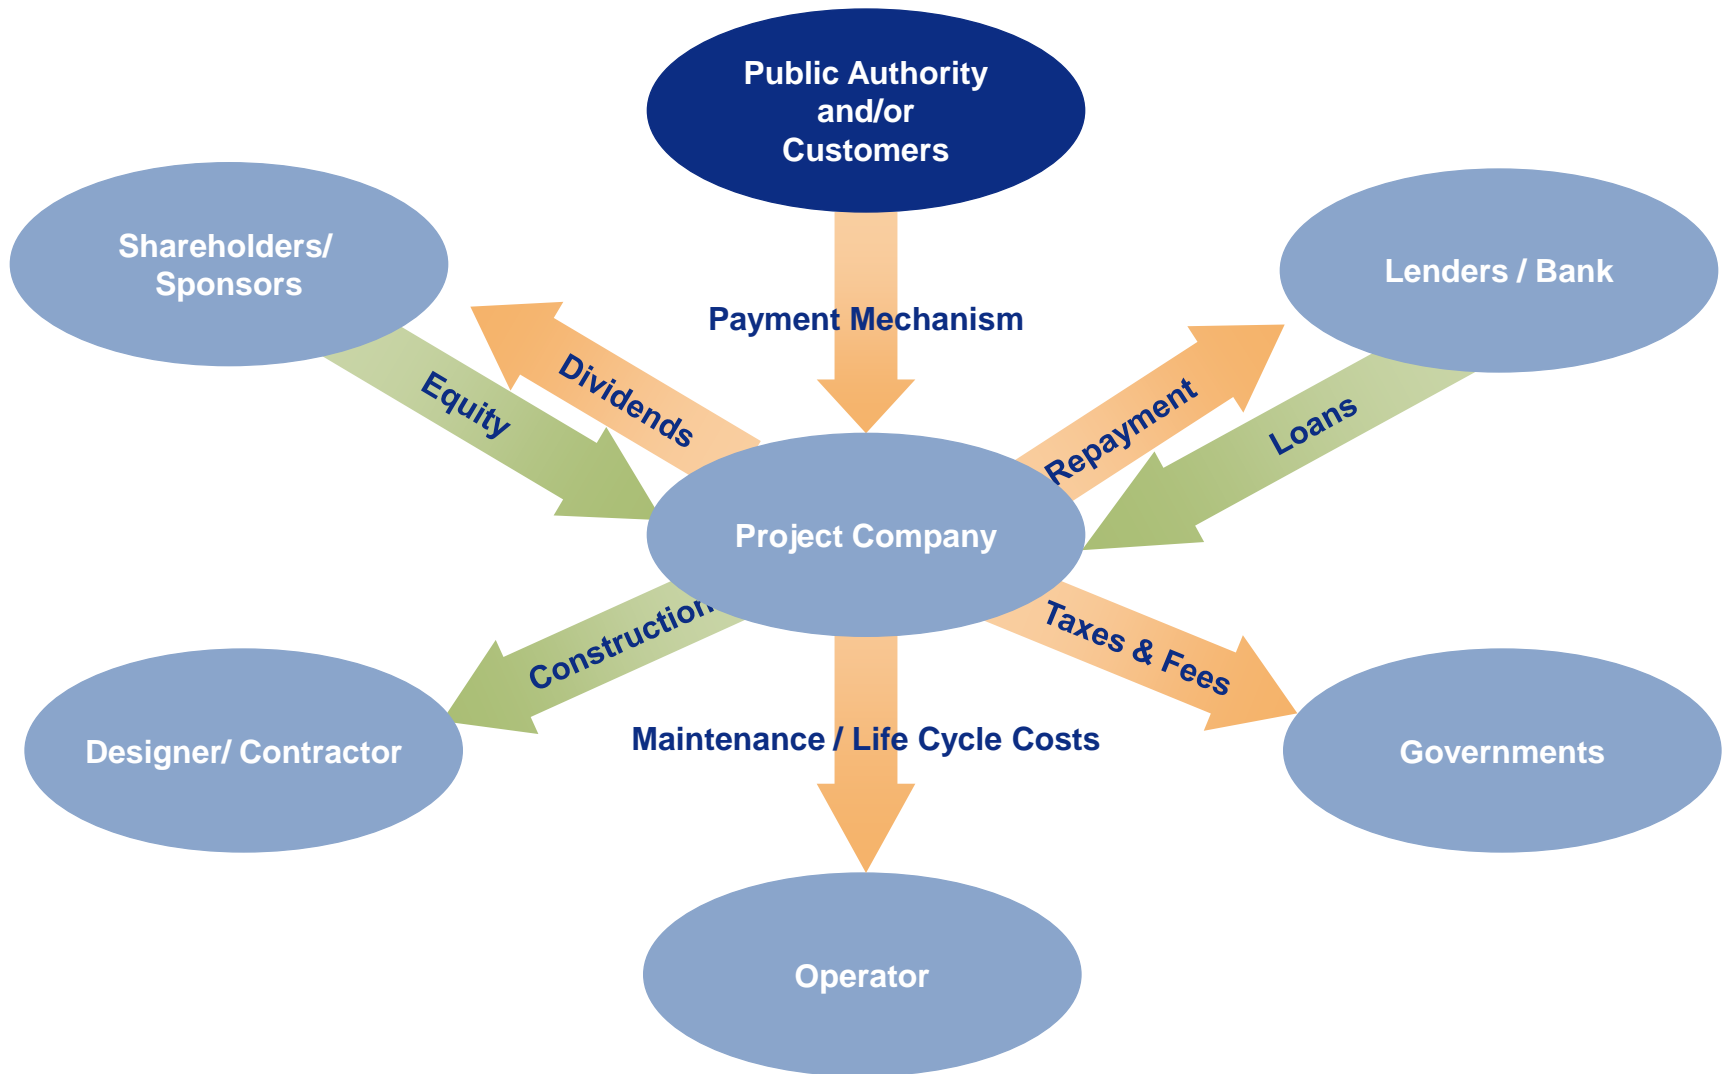 Public Authority
and/or
Customers
Shareholders/
Sponsors
Lenders / Bank
Payment Mechanism
Equity
Dividends
Repayment
Loans
Project Company
Construction
Taxes & Fees
Maintenance / Life Cycle Costs
Designer/ Contractor
Governments
Operator